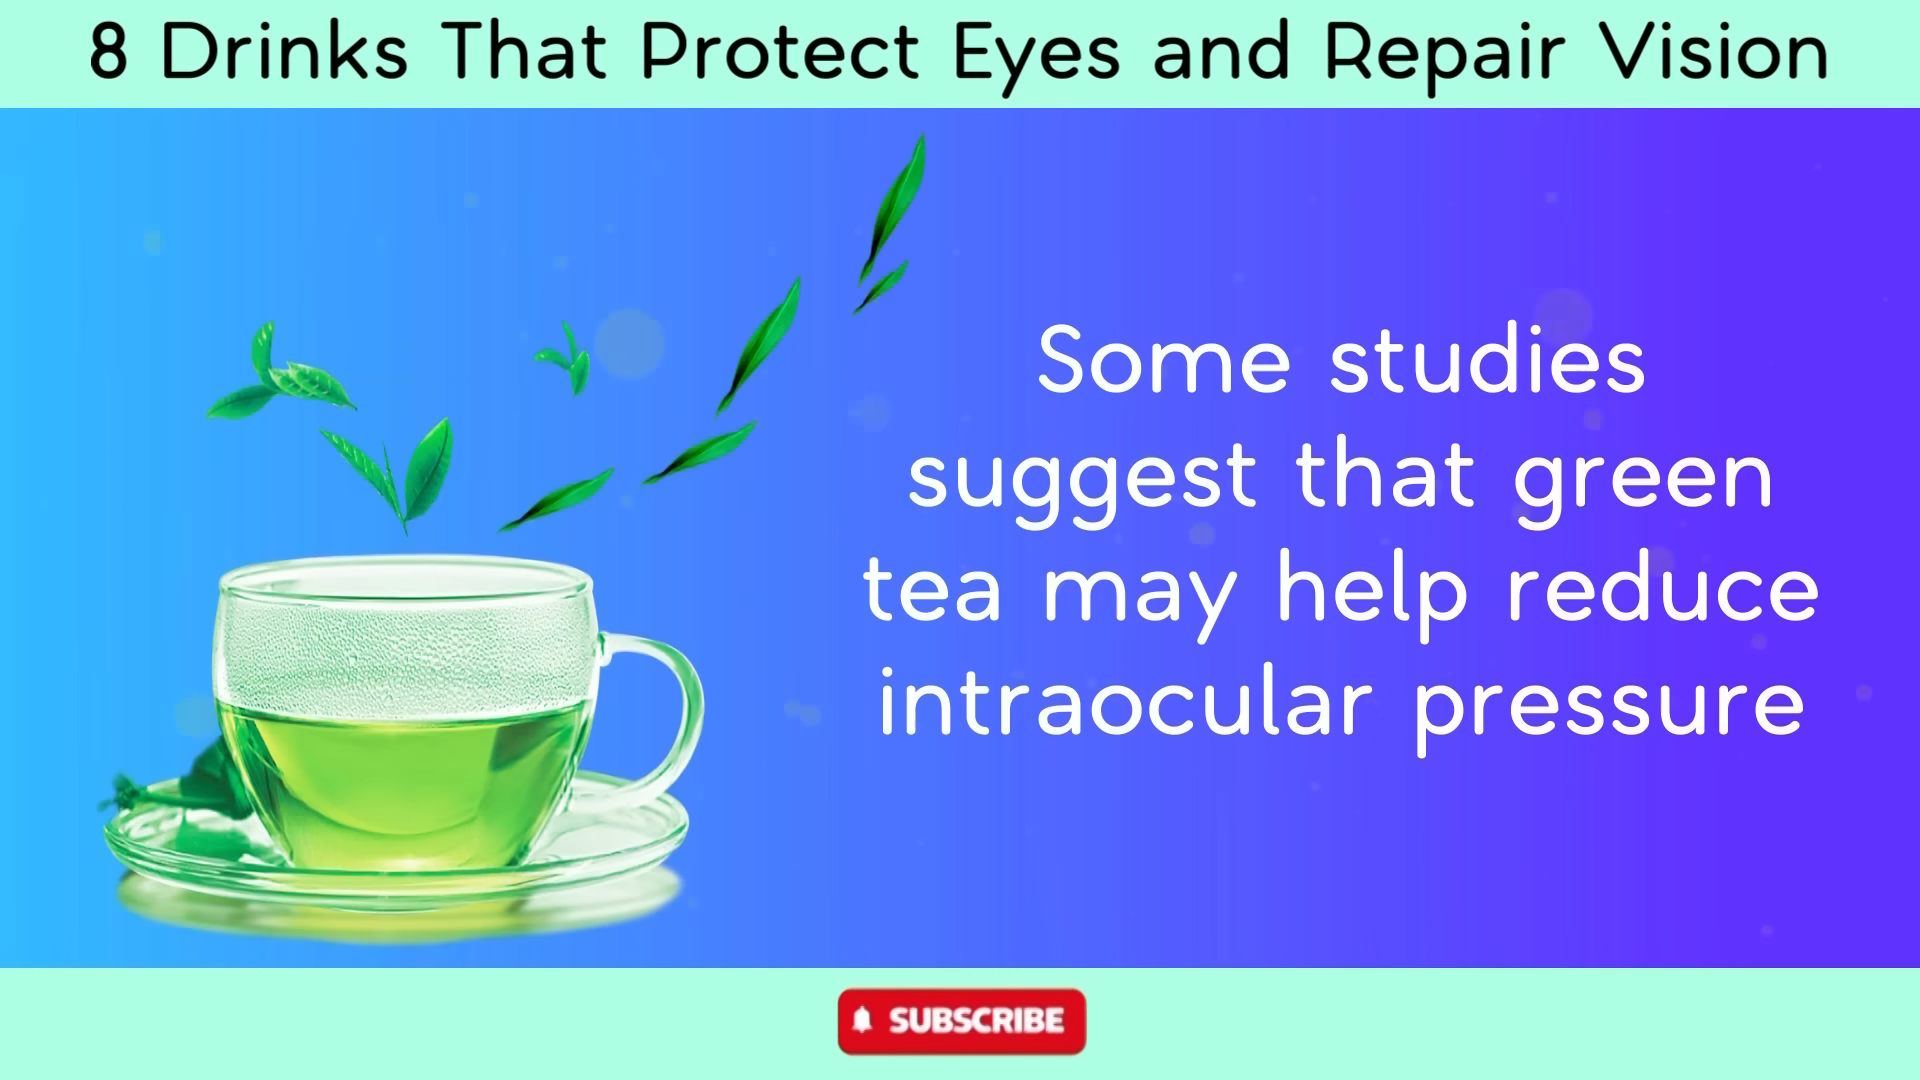 8 Drinks That Protect Eyes and Repair Vision
Some studies
suggest that green
tea may help reduce
intraocular pressure
SUBSCRIBE